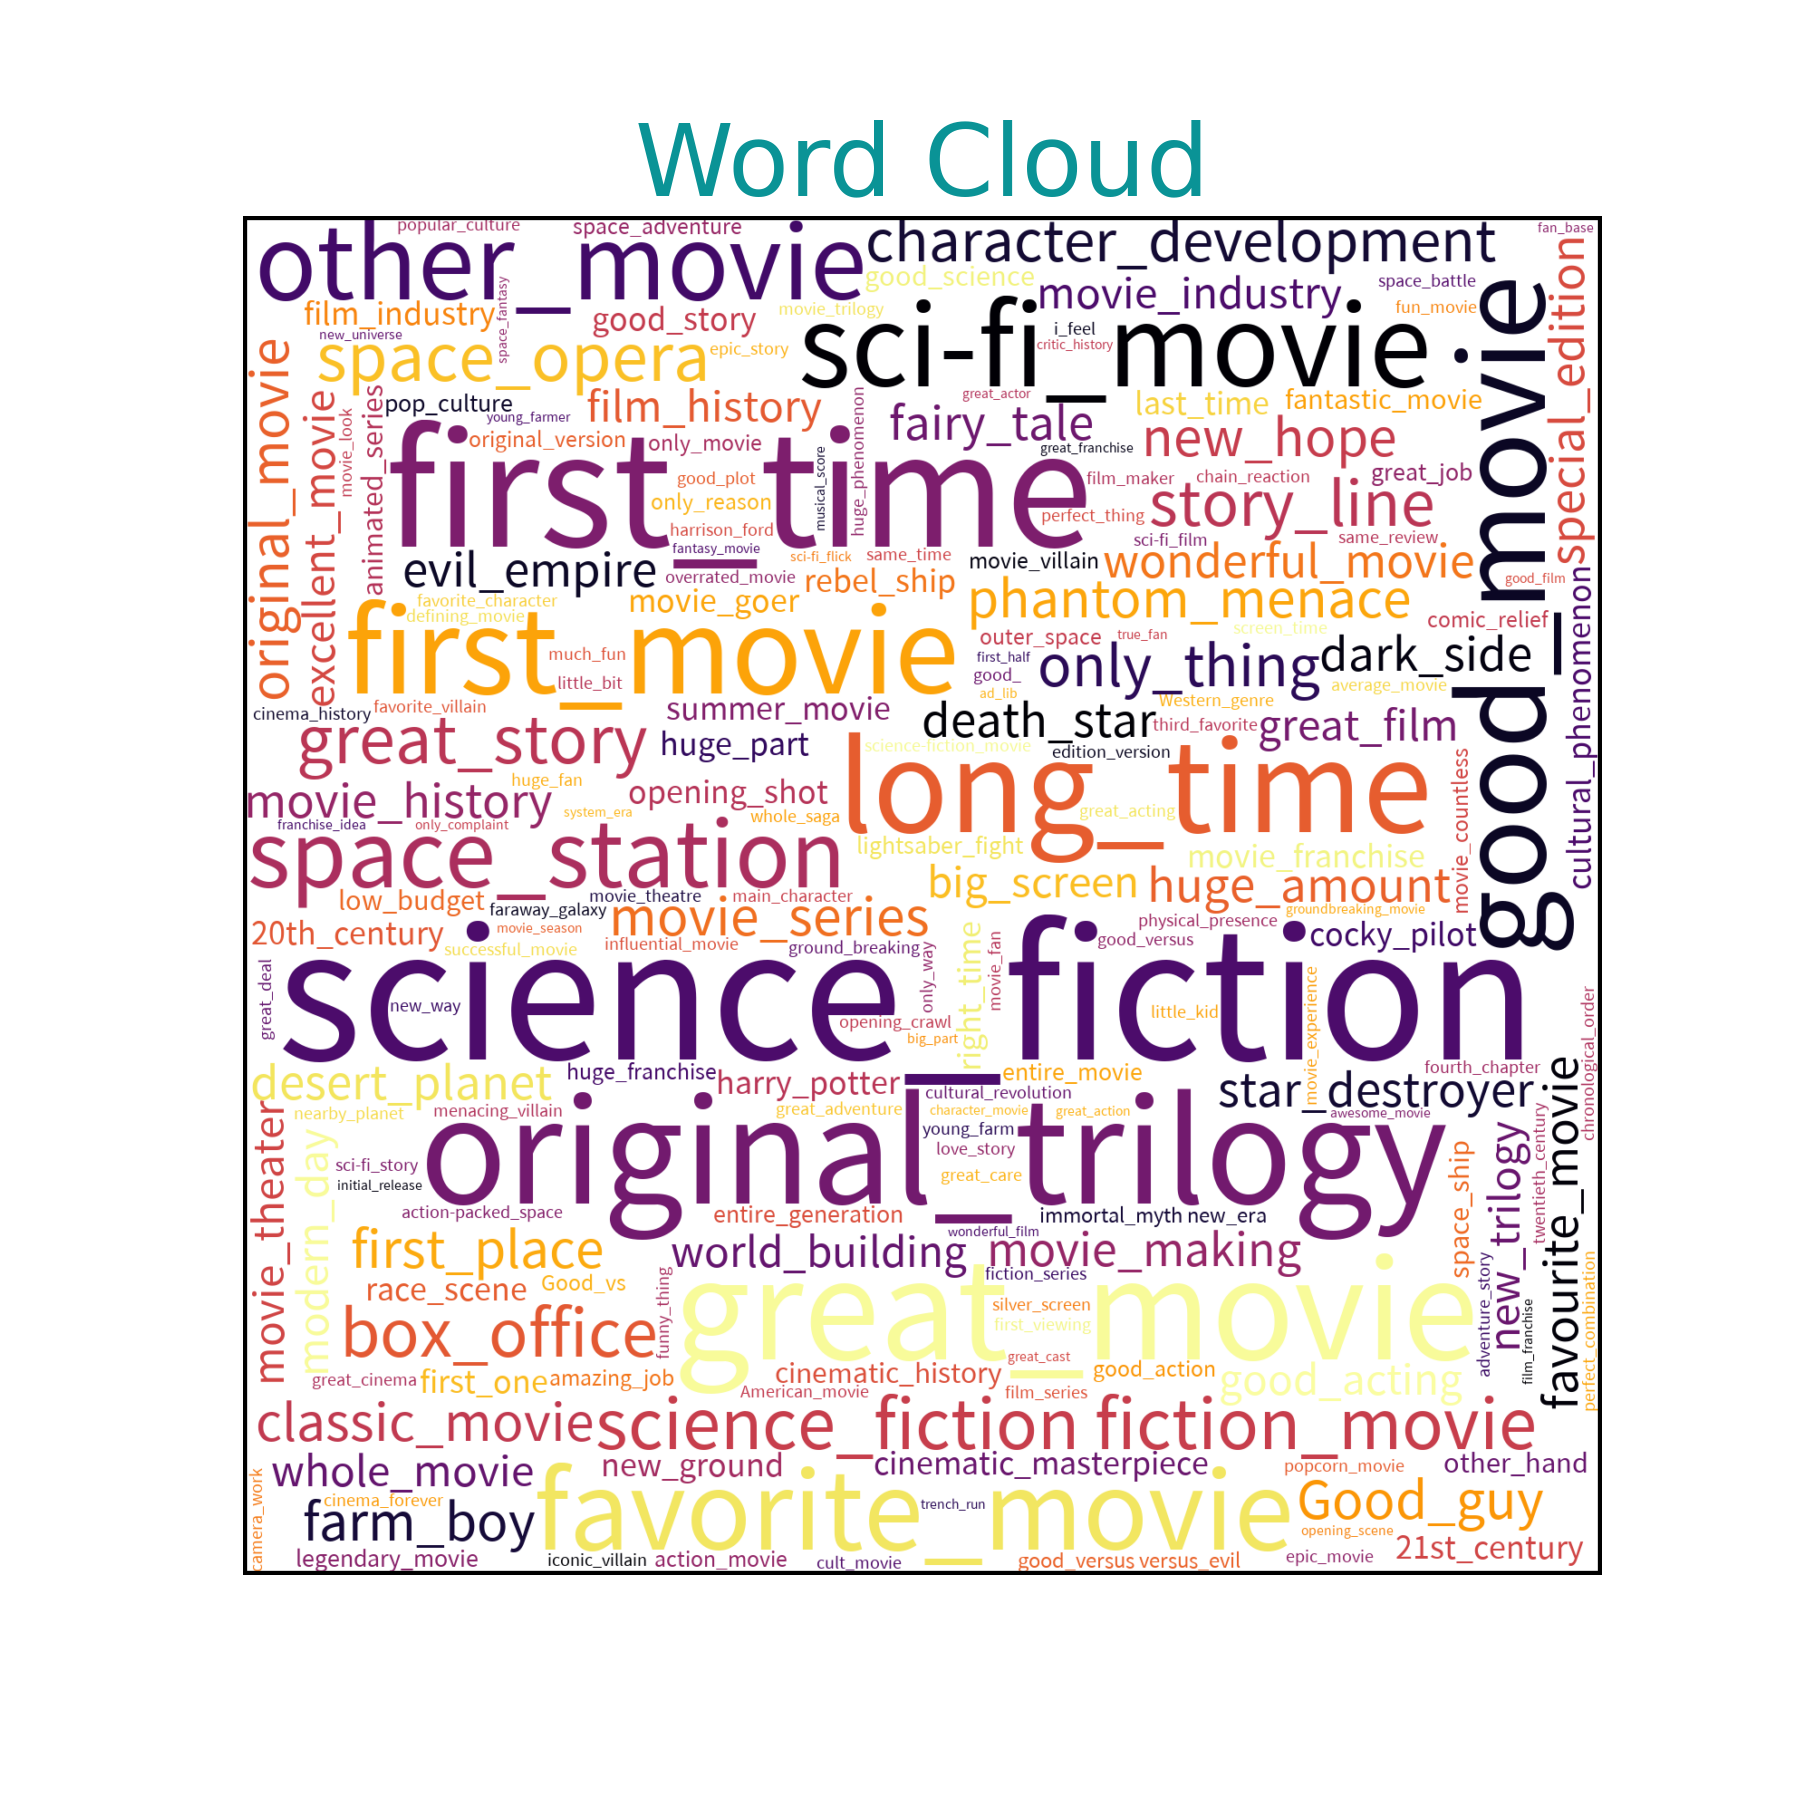 Word Cloud
popular_culture
space_adventure
fan_base
other_movie
character_development
good_science
space_battle
movie_industry
film_industry
space_fantasy
good_story
movie_trilogy
fun_movie
new_universe
sci-fi_movie
i_feel
critic_history
space_opera
epic_story
good_movie
special_edition
original_movie
excellent_movie
movie_look
animated_series
pop_culture
young_farmer
film_history
great_actor
last_time
fantastic_movie
fairy_tale
new_hope
great_franchise
original_version
only_movie
first_time
good_plot
musical_score
huge_phenomenon
film_maker
chain_reaction
great_job
only_reason
story_line
perfect_thing
harrison_ford
sci-fi_film
same_review
fantasy_movie
sci-fi_flick
same_time
movie_villain
wonderful_movie
evil_empire
overrated_movie
rebel_ship
good_film
favorite_character
movie_goer
phantom_menace
defining_movie
comic_relief
first_movie
outer_space
true_fan
screen_time
cultural_phenomenon
much_fun
first_half
only_thing
dark_side
little_bit
good_
average_movie
ad_lib
Western_genre
cinema_history
favorite_villain
summer_movie
death_star
third_favorite
great_film
great_story
huge_part
science-fiction_movie
edition_version
long_time
movie_countless
huge_fan
movie_history
opening_shot
system_era
whole_saga
great_acting
franchise_idea
only_complaint
space_station
lightsaber_fight
movie_franchise
big_screen
huge_amount
low_budget
movie_theatre
main_character
faraway_galaxy
groundbreaking_movie
20th_century
movie_season
movie_series
physical_presence
successful_movie
influential_movie
ground_breaking
good_versus
cocky_pilot
great_deal
science_fiction
only_way
right_time
movie_fan
new_way
little_kid
movie_experience
chronological_order
opening_crawl
big_part
desert_planet
huge_franchise
harry_potter
entire_movie
fourth_chapter
cultural_revolution
star_destroyer
nearby_planet
menacing_villain
great_adventure
character_movie
great_action
awesome_movie
original_trilogy
young_farm
love_story
movie_theater
modern_day
sci-fi_story
initial_release
great_care
space_ship
new_trilogy
twentieth_century
favourite_movie
action-packed_space
entire_generation
immortal_myth
new_era
wonderful_film
first_place
world_building
movie_making
fiction_series
race_scene
Good_vs
funny_thing
great_movie
silver_screen
first_viewing
adventure_story
film_franchise
perfect_combination
box_office
great_cast
great_cinema
first_one
amazing_job
cinematic_history
good_action
good_acting
American_movie
film_series
classic_movie
science_fiction
fiction_movie
whole_movie
new_ground
cinematic_masterpiece
popcorn_movie
other_hand
camera_work
cinema_forever
favorite_movie
trench_run
Good_guy
farm_boy
opening_scene
legendary_movie
iconic_villain
action_movie
cult_movie
good_versus
versus_evil
epic_movie
21st_century